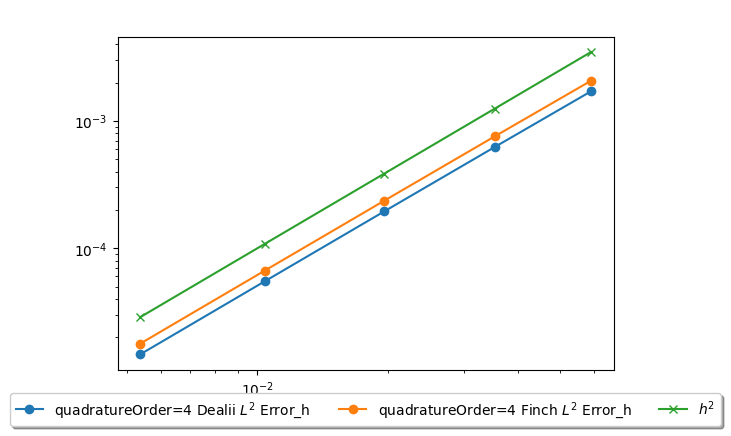 10⁻³
10⁻⁴
10⁻²
quadratureOrder=4 Dealii L² Error_h
quadratureOrder=4 Finch L² Error_h
h²